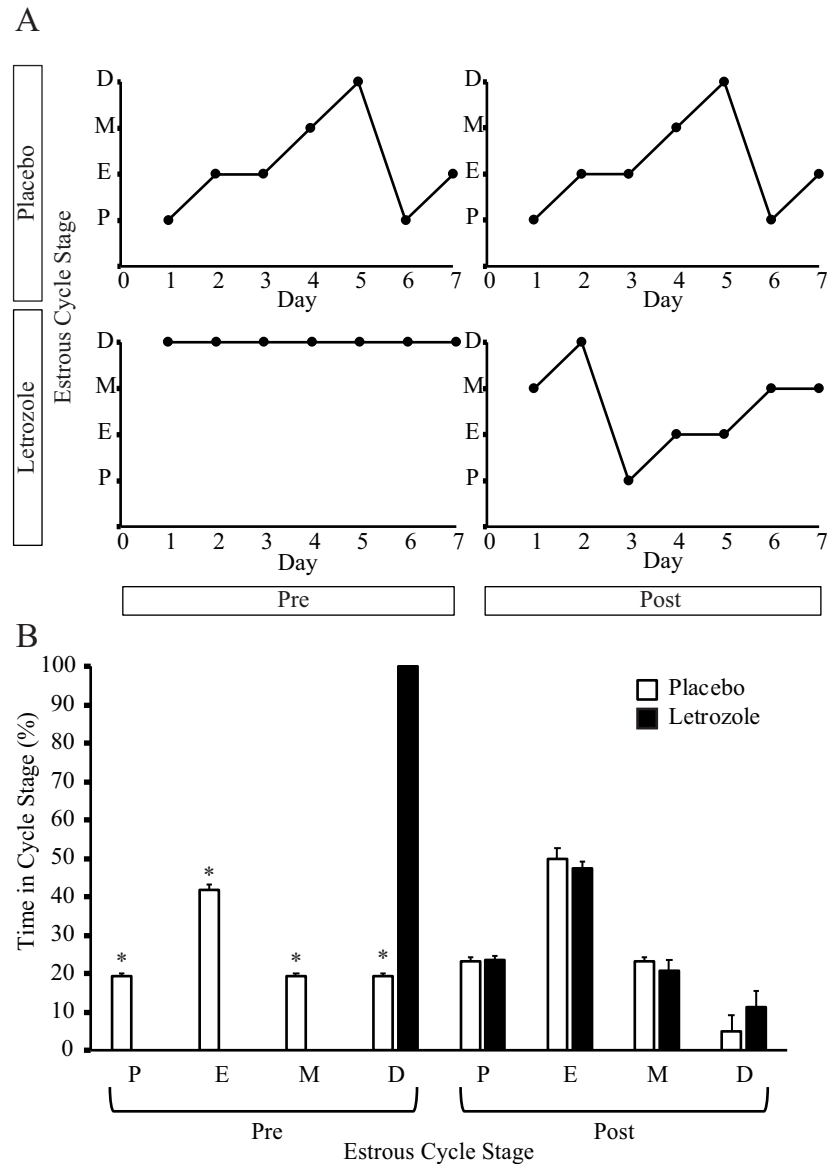 A
Placebo
Letrozole
Estrous Cycle Stage
D
M
E
P
0 1 2 3 4 5 6 7
Day
D
M
E
P
0 1 2 3 4 5 6 7
Day
D
M
E
P
0 1 2 3 4 5 6 7
Day
D
M
E
P
0 1 2 3 4 5 6 7
Day
Pre
Post
B
Time in Cycle Stage (%)
100
90
80
70
60
50
40
30
20
10
0
Placebo
Letrozole
* * * *
P E M D P E M D
Pre Post
Estrous Cycle Stage